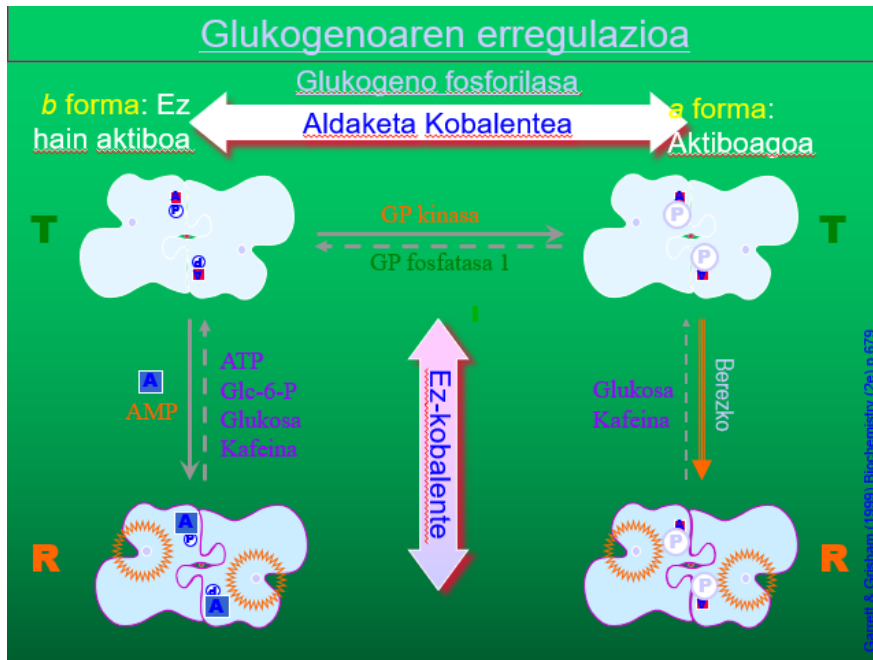 Glukogenoaren erregulazioa
Glukogeno fosforilasa
b forma: Ez
hain aktiboa
Aldaketa Kobalentea
a forma:
Aktiboagoa
A
P
P
A
T
GP kinasa
GP fosfatasa 1
A
P
P
A
T
I
A
AMP
ATP
Glc-6-P
Glukosa
Kafeina
Ez-kobalente
Glukosa
Kafeina
Berezko
R
A
P
P
A
A
P
P
A
R
Garrett & Grisham (1999) Biochemistry (2e) p 679